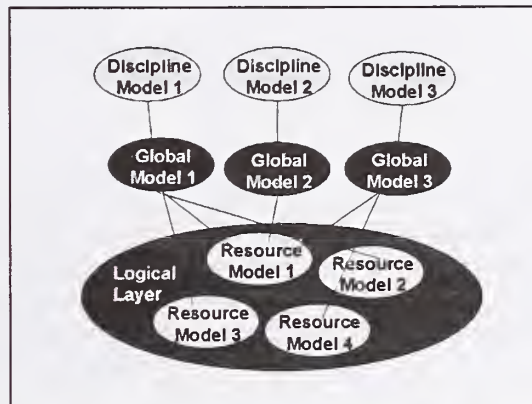 Discipline
Model 1
Discipline
Model 2
Discipline
Model 3
Global
Model 1
Global
Model 2
Global
Model 3
Logical
Layer
Resource
Model 1
Resource
Model 2
Resource
Model 3
Resource
Model 4